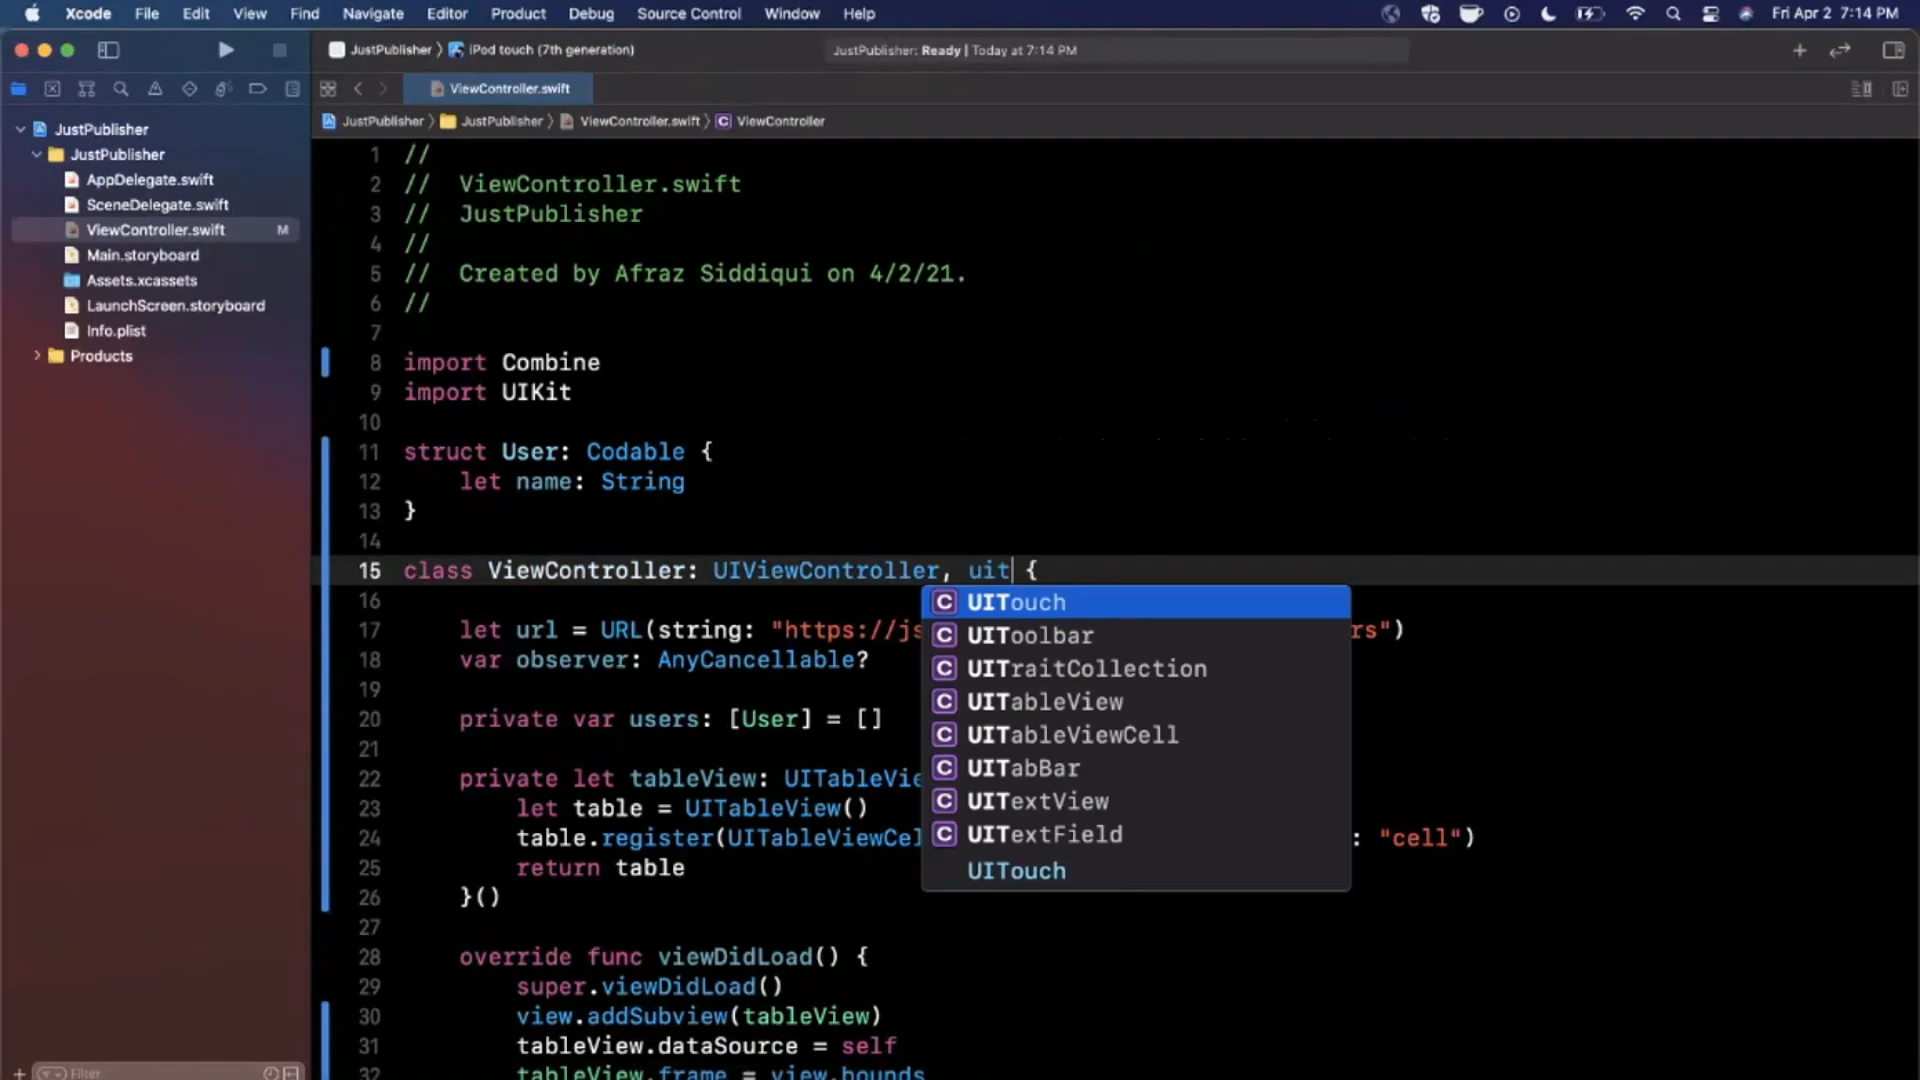 Xcode File Edit View Find Navigate Editor Product Debug Source Control Window Help Fri Apr 2 7:14 PM
JustPublisher iPod touch (7th generation) JustPublisher: Ready | Today at 7:14 PM
ViewController.swift
JustPublisher JustPublisher ViewController.swift C ViewController
JustPublisher
JustPublisher
AppDelegate.swift
SceneDelegate.swift
ViewController.swift M
Main.storyboard
Assets.xcassets
LaunchScreen.storyboard
Info.plist
Products
Filter
1 //
2 // ViewController.swift
3 // JustPublisher
4 //
5 // Created by Afraz Siddiqui on 4/2/21.
6 //
7
8 import Combine
9 import UIKit
10
11 struct User: Codable {
12 let name: String
13 }
14
15 class ViewController: UIViewController, uit {
16
17 let url = URL(string: "https://js rs")
18 var observer: AnyCancellable?
19
20 private var users: [User] = []
21
22 private let tableView: UITableVie
23 let table = UITableView()
24 table.register(UITableViewCel : "cell")
25 return table
26 }()
27
28 override func viewDidLoad() {
29 super.viewDidLoad()
30 view.addSubview(tableView)
31 tableView.dataSource = self
32 tableView.frame = view.bounds
C UITouch
C UIToolbar
C UITraitCollection
C UITableView
C UITableViewCell
C UITabBar
C UITextView
C UITextField
UITouch